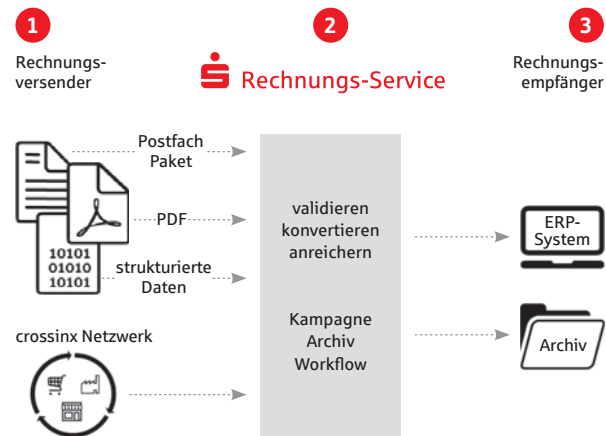 1
Rechnungs-
versender
2
Rechnungs-Service
3
Rechnungs-
empfänger
Postfach
Paket
PDF
10101
01010
10101
strukturierte
Daten
crossinx Netzwerk
validieren
konvertieren
anreichern
Kampagne
Archiv
Workflow
ERP-
System
Archiv